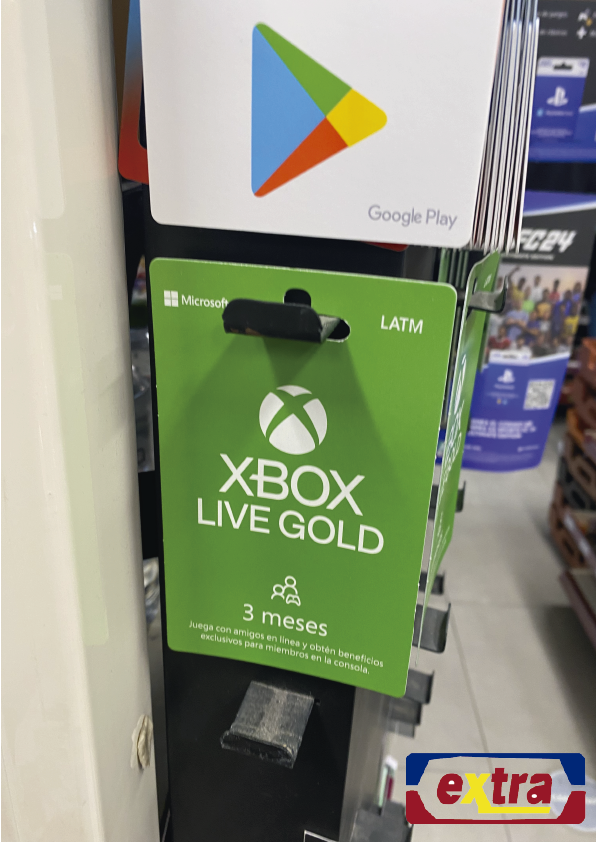 Google Play
Microsoft
LATM
XBOX
LIVE GOLD
3 meses
Juega con amigos en línea y obtén beneficios
exclusivos para miembros en la consola.
FC24
extra